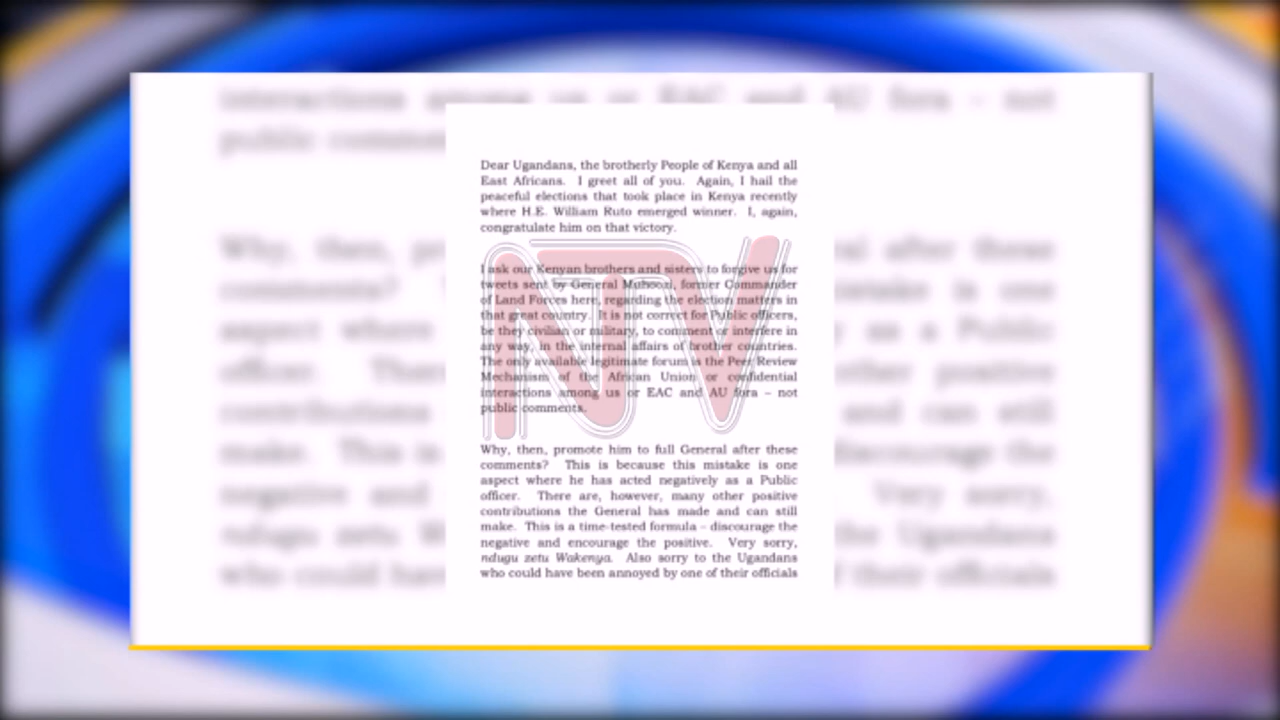 Dear Ugandans, the brotherly People of Kenya and all
East Africans. I greet all of you. Again, I hail the
peaceful elections that took place in Kenya recently
where H.E. William Ruto emerged winner. I, again,
congratulate him on that victory.
I ask our Kenyan brothers and sisters to forgive us for
tweets sent by General Muhoozi, former Commander
of Land Forces here, regarding the election matters in
that great country. It is not correct for Public officers,
be they civilian or military, to comment or interfere in
any way, in the internal affairs of brother countries.
The only available legitimate forum is the Peer Review
Mechanism of the African Union or confidential
interactions among us or EAC and AU fora – not
public comments.
Why, then, promote him to full General after these
comments? This is because this mistake is one
aspect where he has acted negatively as a Public
officer. There are, however, many other positive
contributions the General has made and can still
make. This is a time-tested formula – discourage the
negative and encourage the positive. Very sorry,
ndugu zetu Wakenya. Also sorry to the Ugandans
who could have been annoyed by one of their officials
NTV